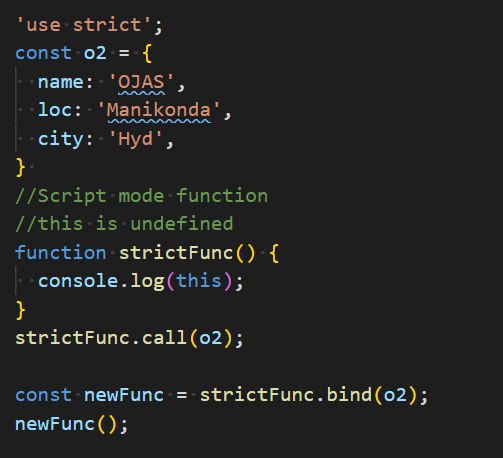 'use strict';
const o2 = {
  name: 'OJAS',
  loc: 'Manikonda',
  city: 'Hyd',
}
//Script mode function
//this is undefined
function strictFunc() {
  console.log(this);
}
strictFunc.call(o2);

const newFunc = strictFunc.bind(o2);
newFunc();